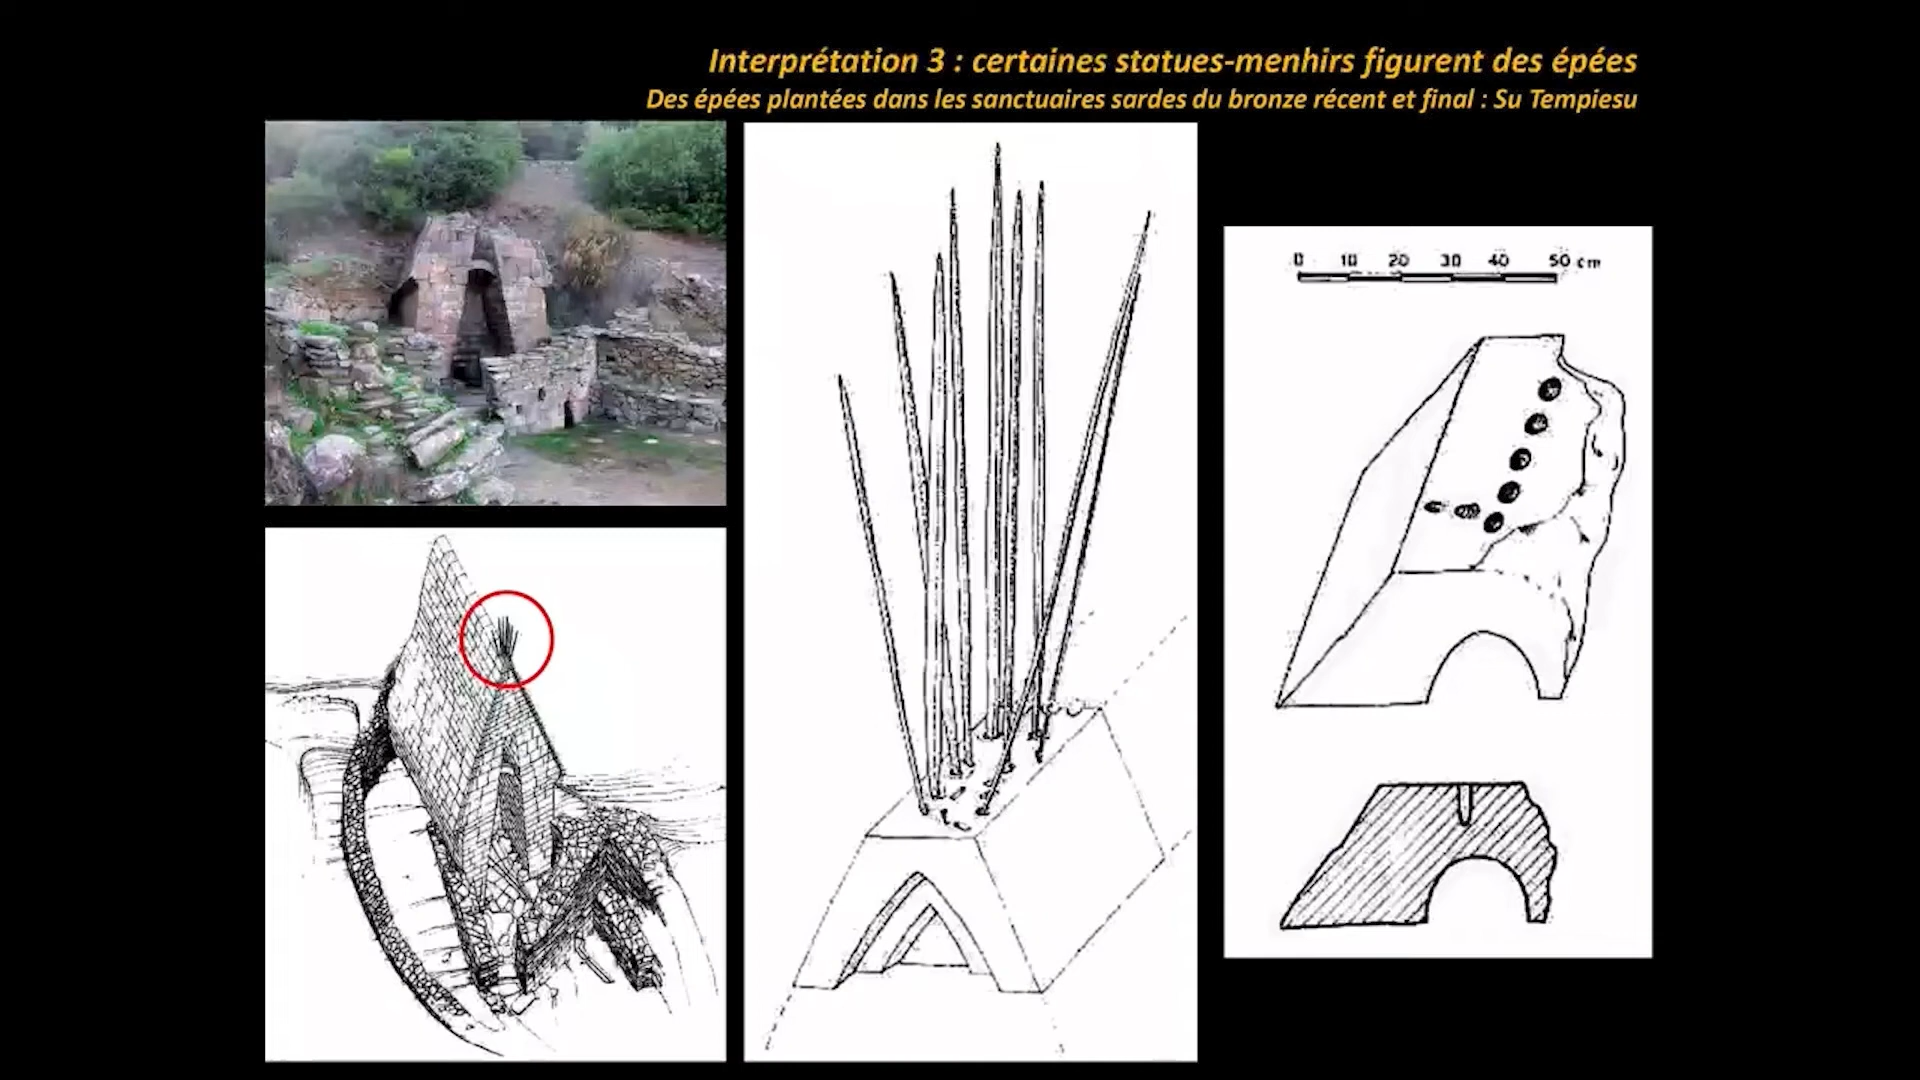 Interprétation 3 : certaines statues-menhirs figurent des épées
Des épées plantées dans les sanctuaires sardes du bronze récent et final : Su Tempiesu
0 10 20 30 40 50 cm